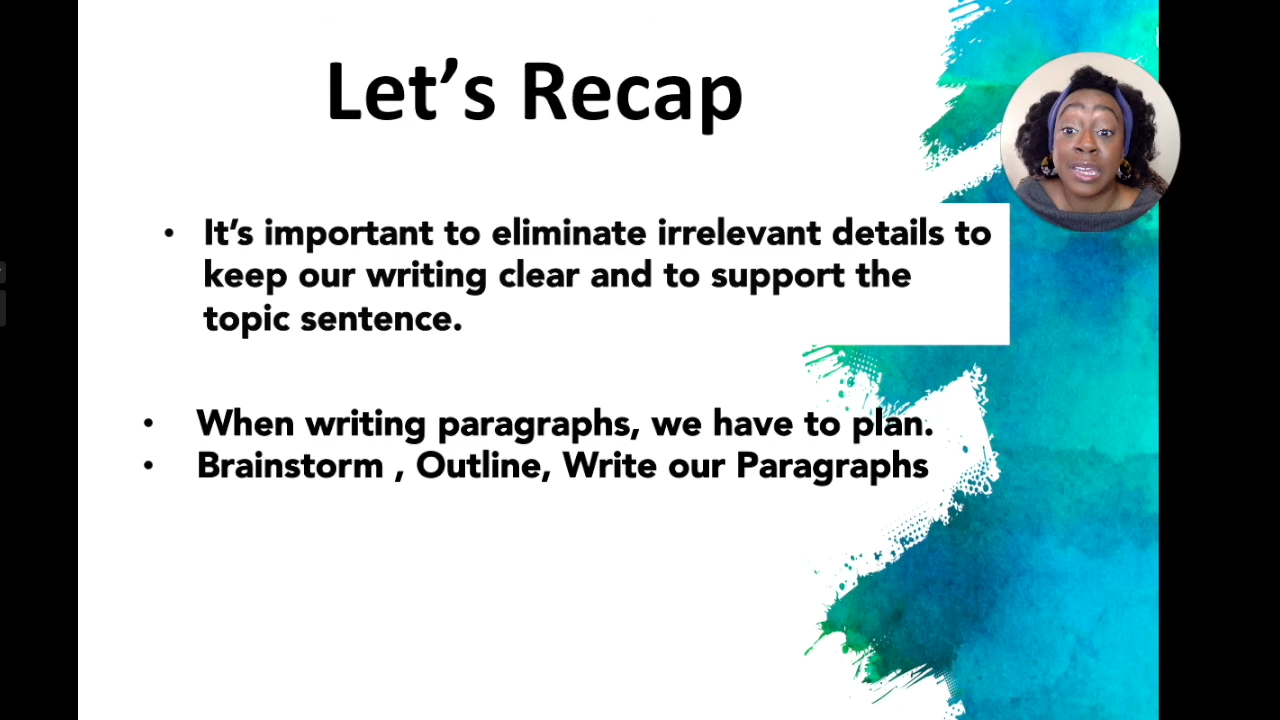 Let’s Recap
• It’s important to eliminate irrelevant details to
keep our writing clear and to support the
topic sentence.
• When writing paragraphs, we have to plan.
• Brainstorm , Outline, Write our Paragraphs